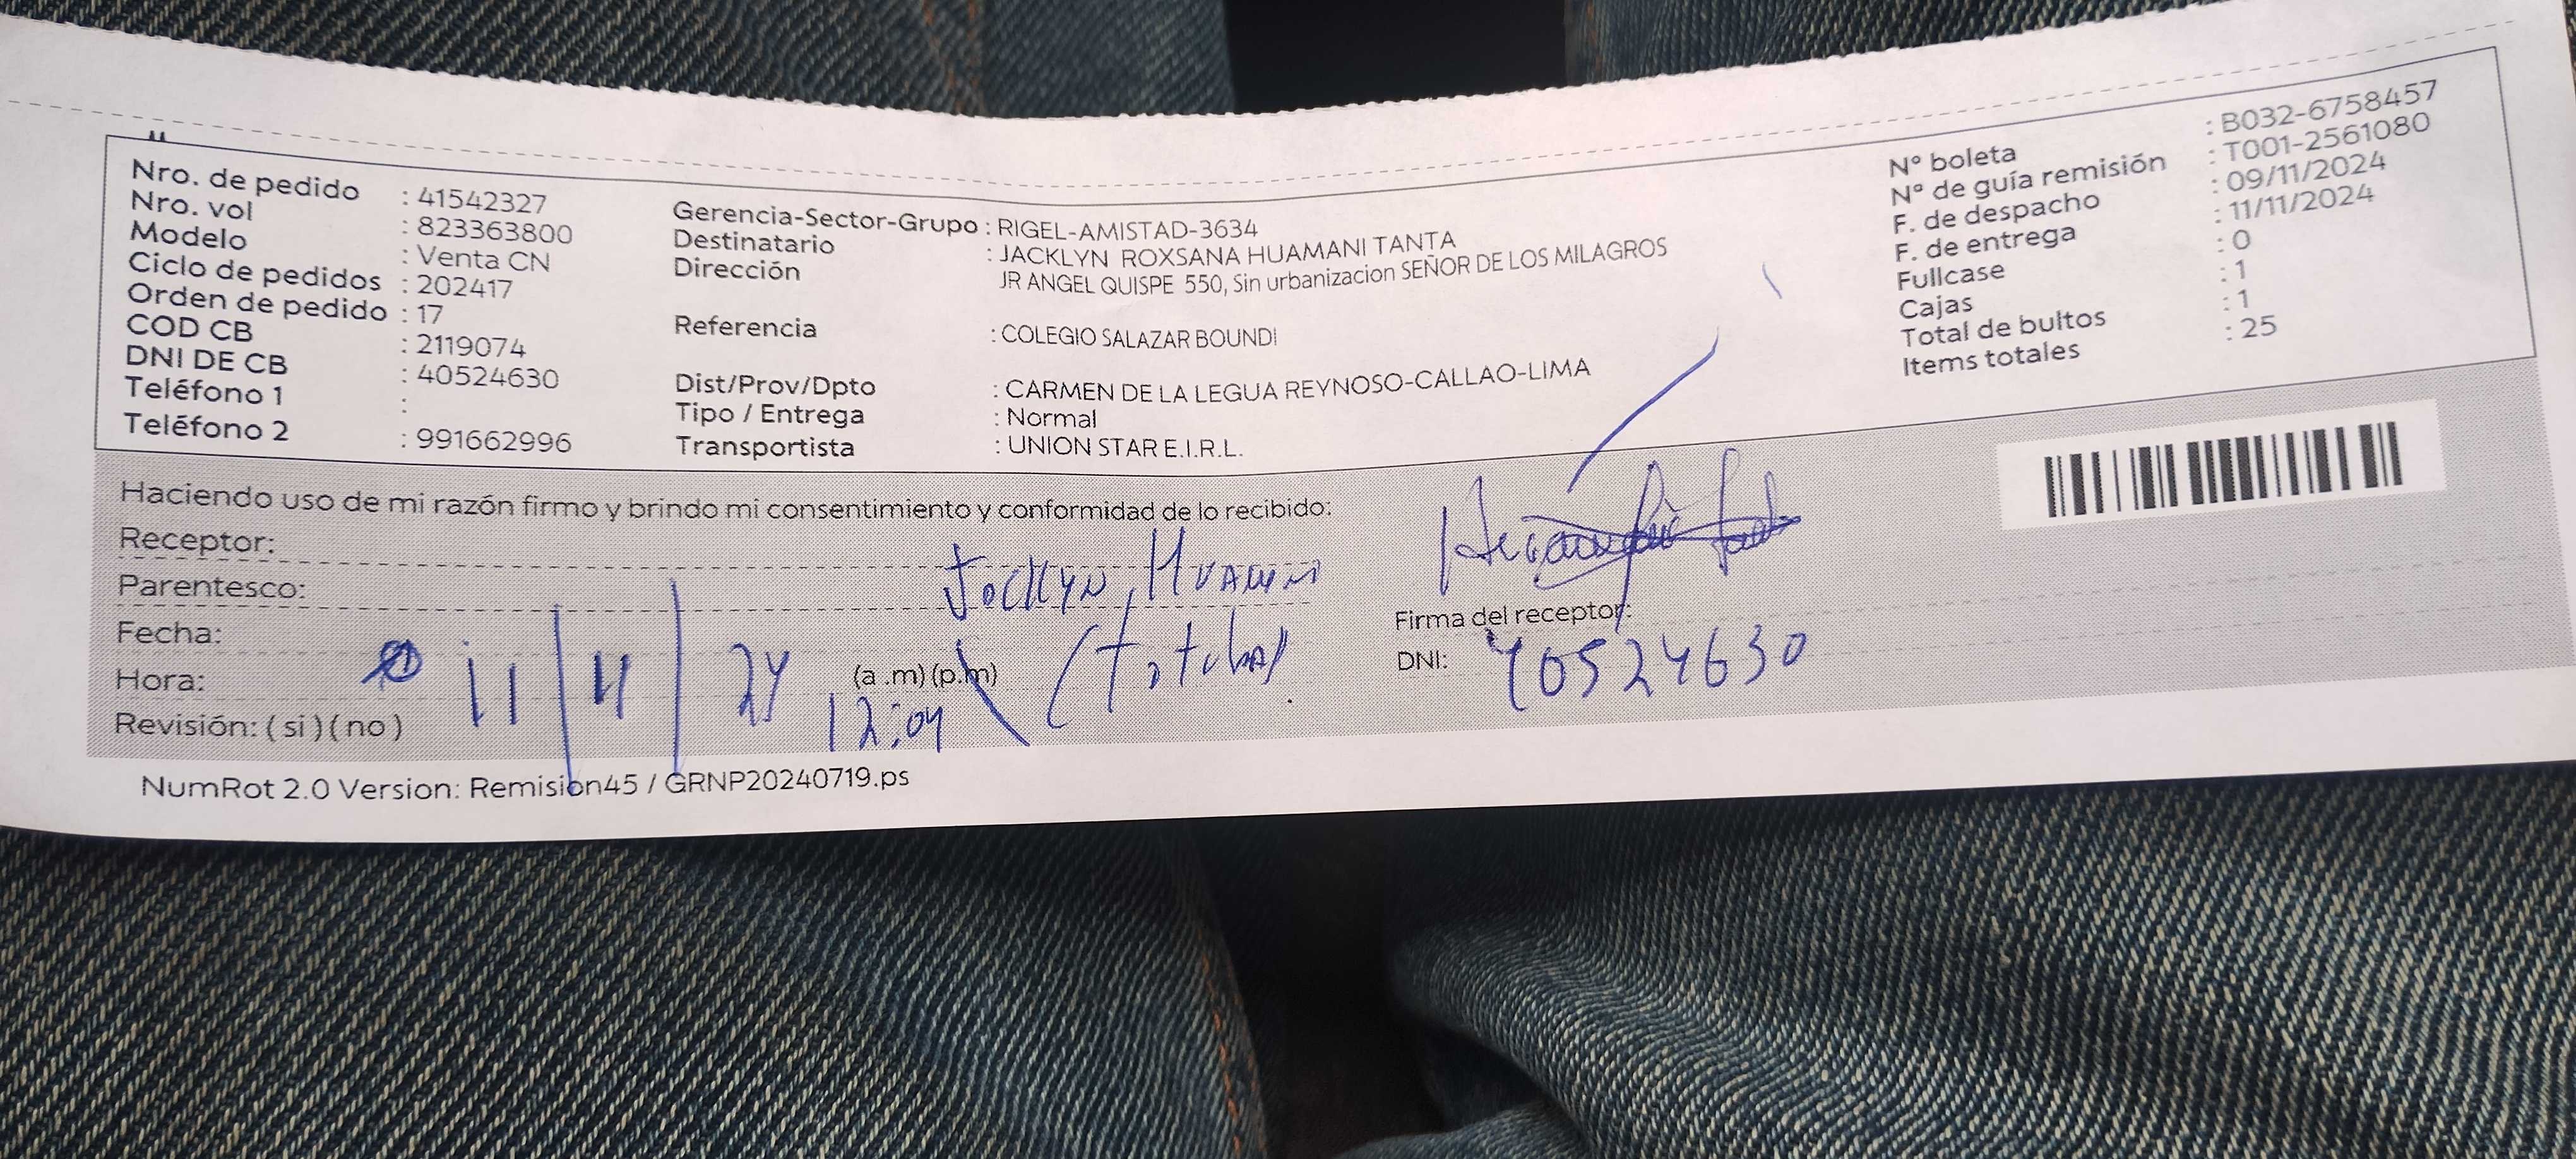 Nro. de pedido : 41542327
Nro. vol : 823363800
Modelo : Venta CN
Ciclo de pedidos : 202417
Orden de pedido : 17
COD CB : 2119074
DNI DE CB : 40524630
Teléfono 1 :
Teléfono 2 : 991662996
Gerencia-Sector-Grupo : RIGEL-AMISTAD-3634
Destinatario : JACKLYN ROXSANA HUAMANI TANTA
Dirección JR ANGEL QUISPE 550, Sin urbanizacion SEÑOR DE LOS MILAGROS
Referencia : COLEGIO SALAZAR BOUNDI
Dist/Prov/Dpto : CARMEN DE LA LEGUA REYNOSO-CALLAO-LIMA
Tipo / Entrega : Normal
Transportista : UNION STAR E.I.R.L.
N° boleta : B032-6758457
N° de guía remisión : T001-2561080
F. de despacho : 09/11/2024
F. de entrega : 11/11/2024
Fullcase : 0
Cajas : 1
Total de bultos : 1
Items totales : 25
Haciendo uso de mi razón firmo y brindo mi consentimiento y conformidad de lo recibido:
Receptor:
Jacklyn Huamani
Parentesco:
(Titular)
Fecha:
11/11/24
Hora: (a.m)(p.m)
12:04
Revisión: (si)(no)
Firma del receptor:
DNI: 40524630
NumRot 2.0 Version: Remision45 / GRNP20240719.ps